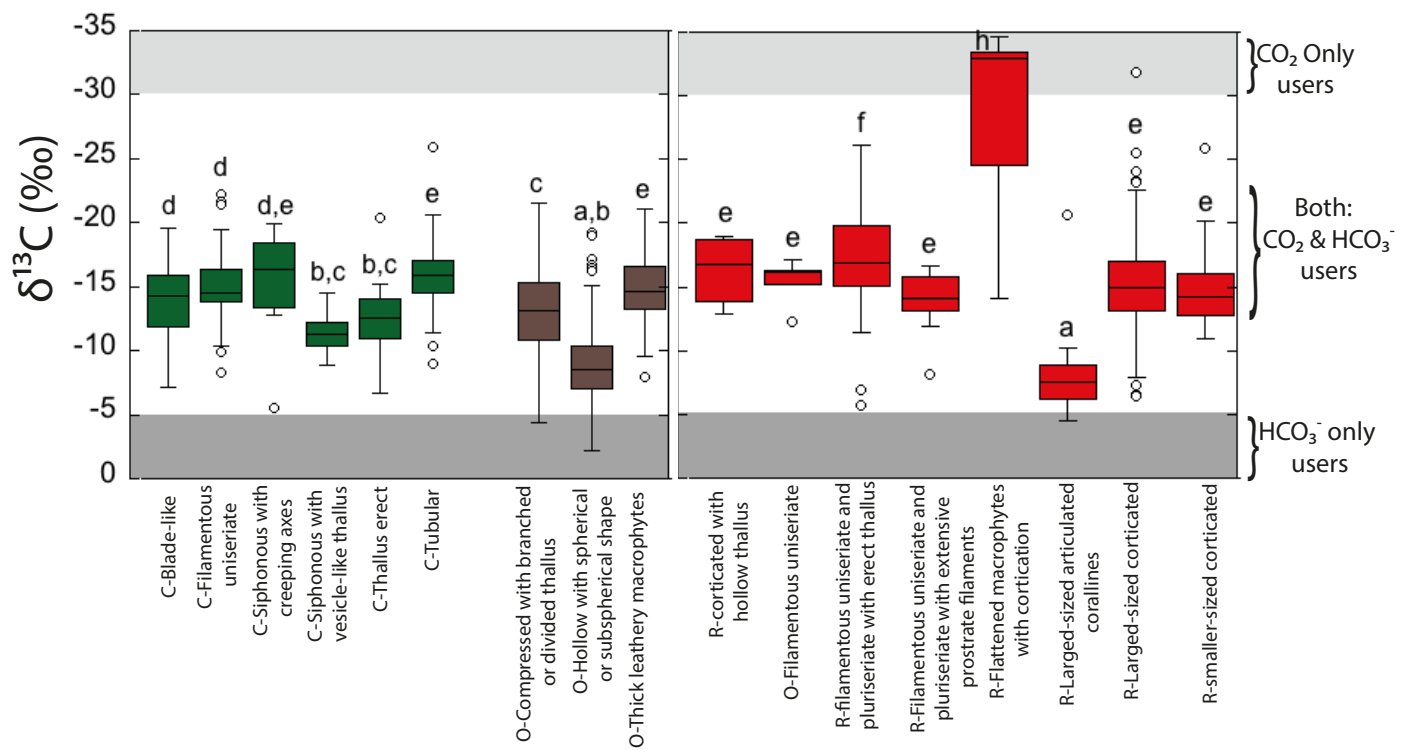 δ¹³C (‰)
-35
-30
-25
-20
-15
-10
-5
0
d
d
d,e
b,c
b,c
e
c
a,b
e
e
e
f
e
h
a
e
e
CO₂ Only
users
Both:
CO₂ & HCO₃⁻
users
HCO₃⁻ only
users
C-Blade-like
C-Filamentous
uniseriate
C-Siphonous with
creeping axes
C-Siphonous with
vesicle-like thallus
C-Thallus erect
C-Tubular
O-Compressed with branched
or divided thallus
O-Hollow with spherical
or subspherical shape
O-Thick leathery macrophytes
R-corticated with
hollow thallus
O-Filamentous uniseriate
R-filamentous uniseriate and
pluriseriate with erect thallus
R-Filamentous uniseriate and
pluriseriate with extensive
prostrate filaments
R-Flattened macrophytes
with cortication
R-Larged-sized articulated
corallines
R-Larged-sized corticated
R-smaller-sized corticated